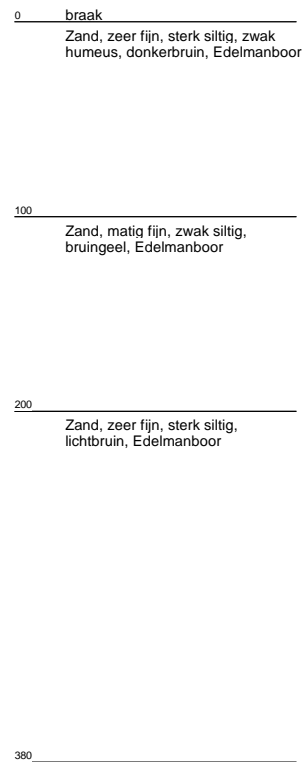 0 braak
Zand, zeer fijn, sterk siltig, zwak
humeus, donkerbruin, Edelmanboor
100
Zand, matig fijn, zwak siltig,
bruingeel, Edelmanboor
200
Zand, zeer fijn, sterk siltig,
lichtbruin, Edelmanboor
380